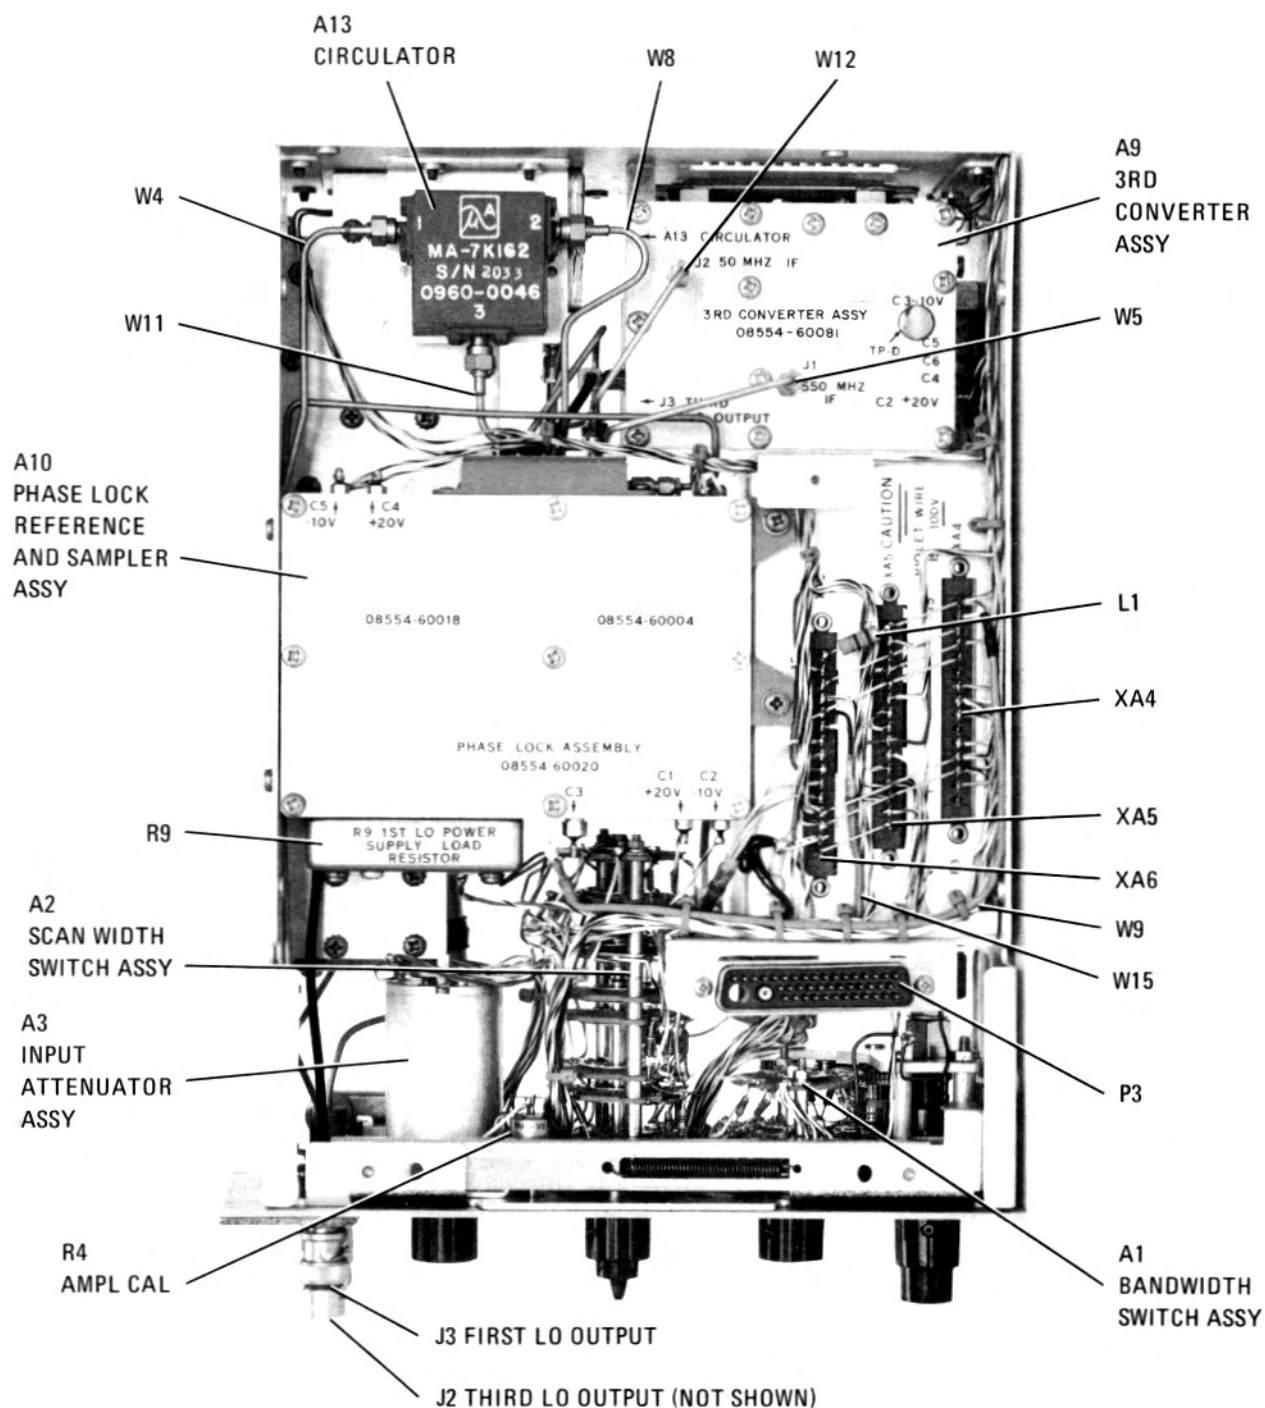 A13
CIRCULATOR
W8
W12
A9
3RD
CONVERTER
ASSY
W4
1
2
MA-7K162
S/N 2033
0960-0046
3
A13 CIRCULATOR
J2 50 MHZ IF
3RD CONVERTER ASSY
08554-60081
C3-10V
TP-D
C5
C6
C4
C2 +20V
J1
550 MHZ
IF
J3 THIRD
OUTPUT
W11
W5
A10
PHASE LOCK
REFERENCE
AND SAMPLER
ASSY
C5
-10V
C4
+20V
XA5 CAUTION
VIOLET WIRE
100V
XA4
08554-60018
08554-60004
L1
XA4
PHASE LOCK ASSEMBLY
08554 60020
C3
C1
+20V
C2
-10V
R9
R9 1ST LO POWER
SUPPLY LOAD
RESISTOR
XA5
XA6
W9
W15
A2
SCAN WIDTH
SWITCH ASSY
A3
INPUT
ATTENUATOR
ASSY
P3
R4
AMPL CAL
A1
BANDWIDTH
SWITCH ASSY
J3 FIRST LO OUTPUT
J2 THIRD LO OUTPUT (NOT SHOWN)